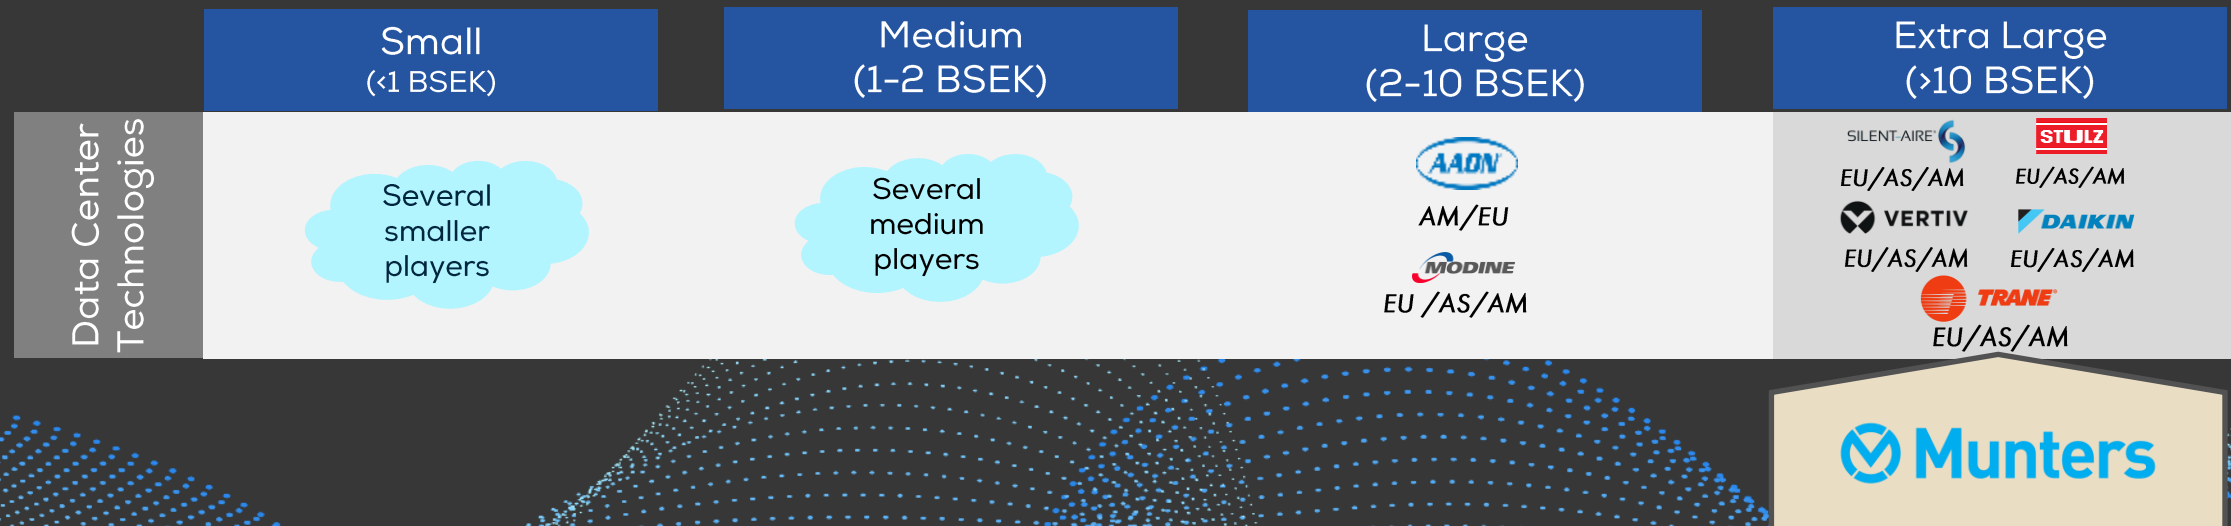 Small
(<1 BSEK)
Medium
(1-2 BSEK)
Large
(2-10 BSEK)
Extra Large
(>10 BSEK)
Data Center
Technologies
Several
smaller
players
Several
medium
players
AAON
AM/EU
MODINE
EU /AS/AM
SILENT-AIRE
EU/AS/AM
STULZ
EU/AS/AM
VERTIV
EU/AS/AM
DAIKIN
EU/AS/AM
TRANE
EU/AS/AM
Munters